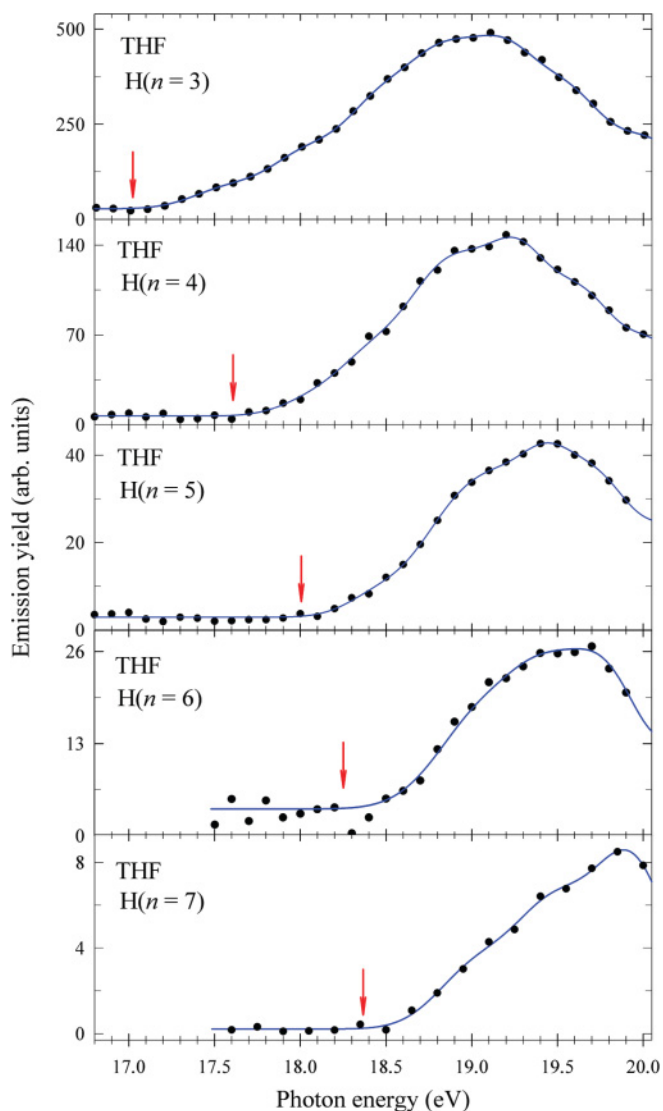 500
THF
H(n = 3)
250
0
140
THF
H(n = 4)
70
0
THF
40
H(n = 5)
20
0
26
THF
H(n = 6)
13
0
8
THF
H(n = 7)
4
0
17.0 17.5 18.0 18.5 19.0 19.5 20.0
Photon energy (eV)
Emission yield (arb. units)